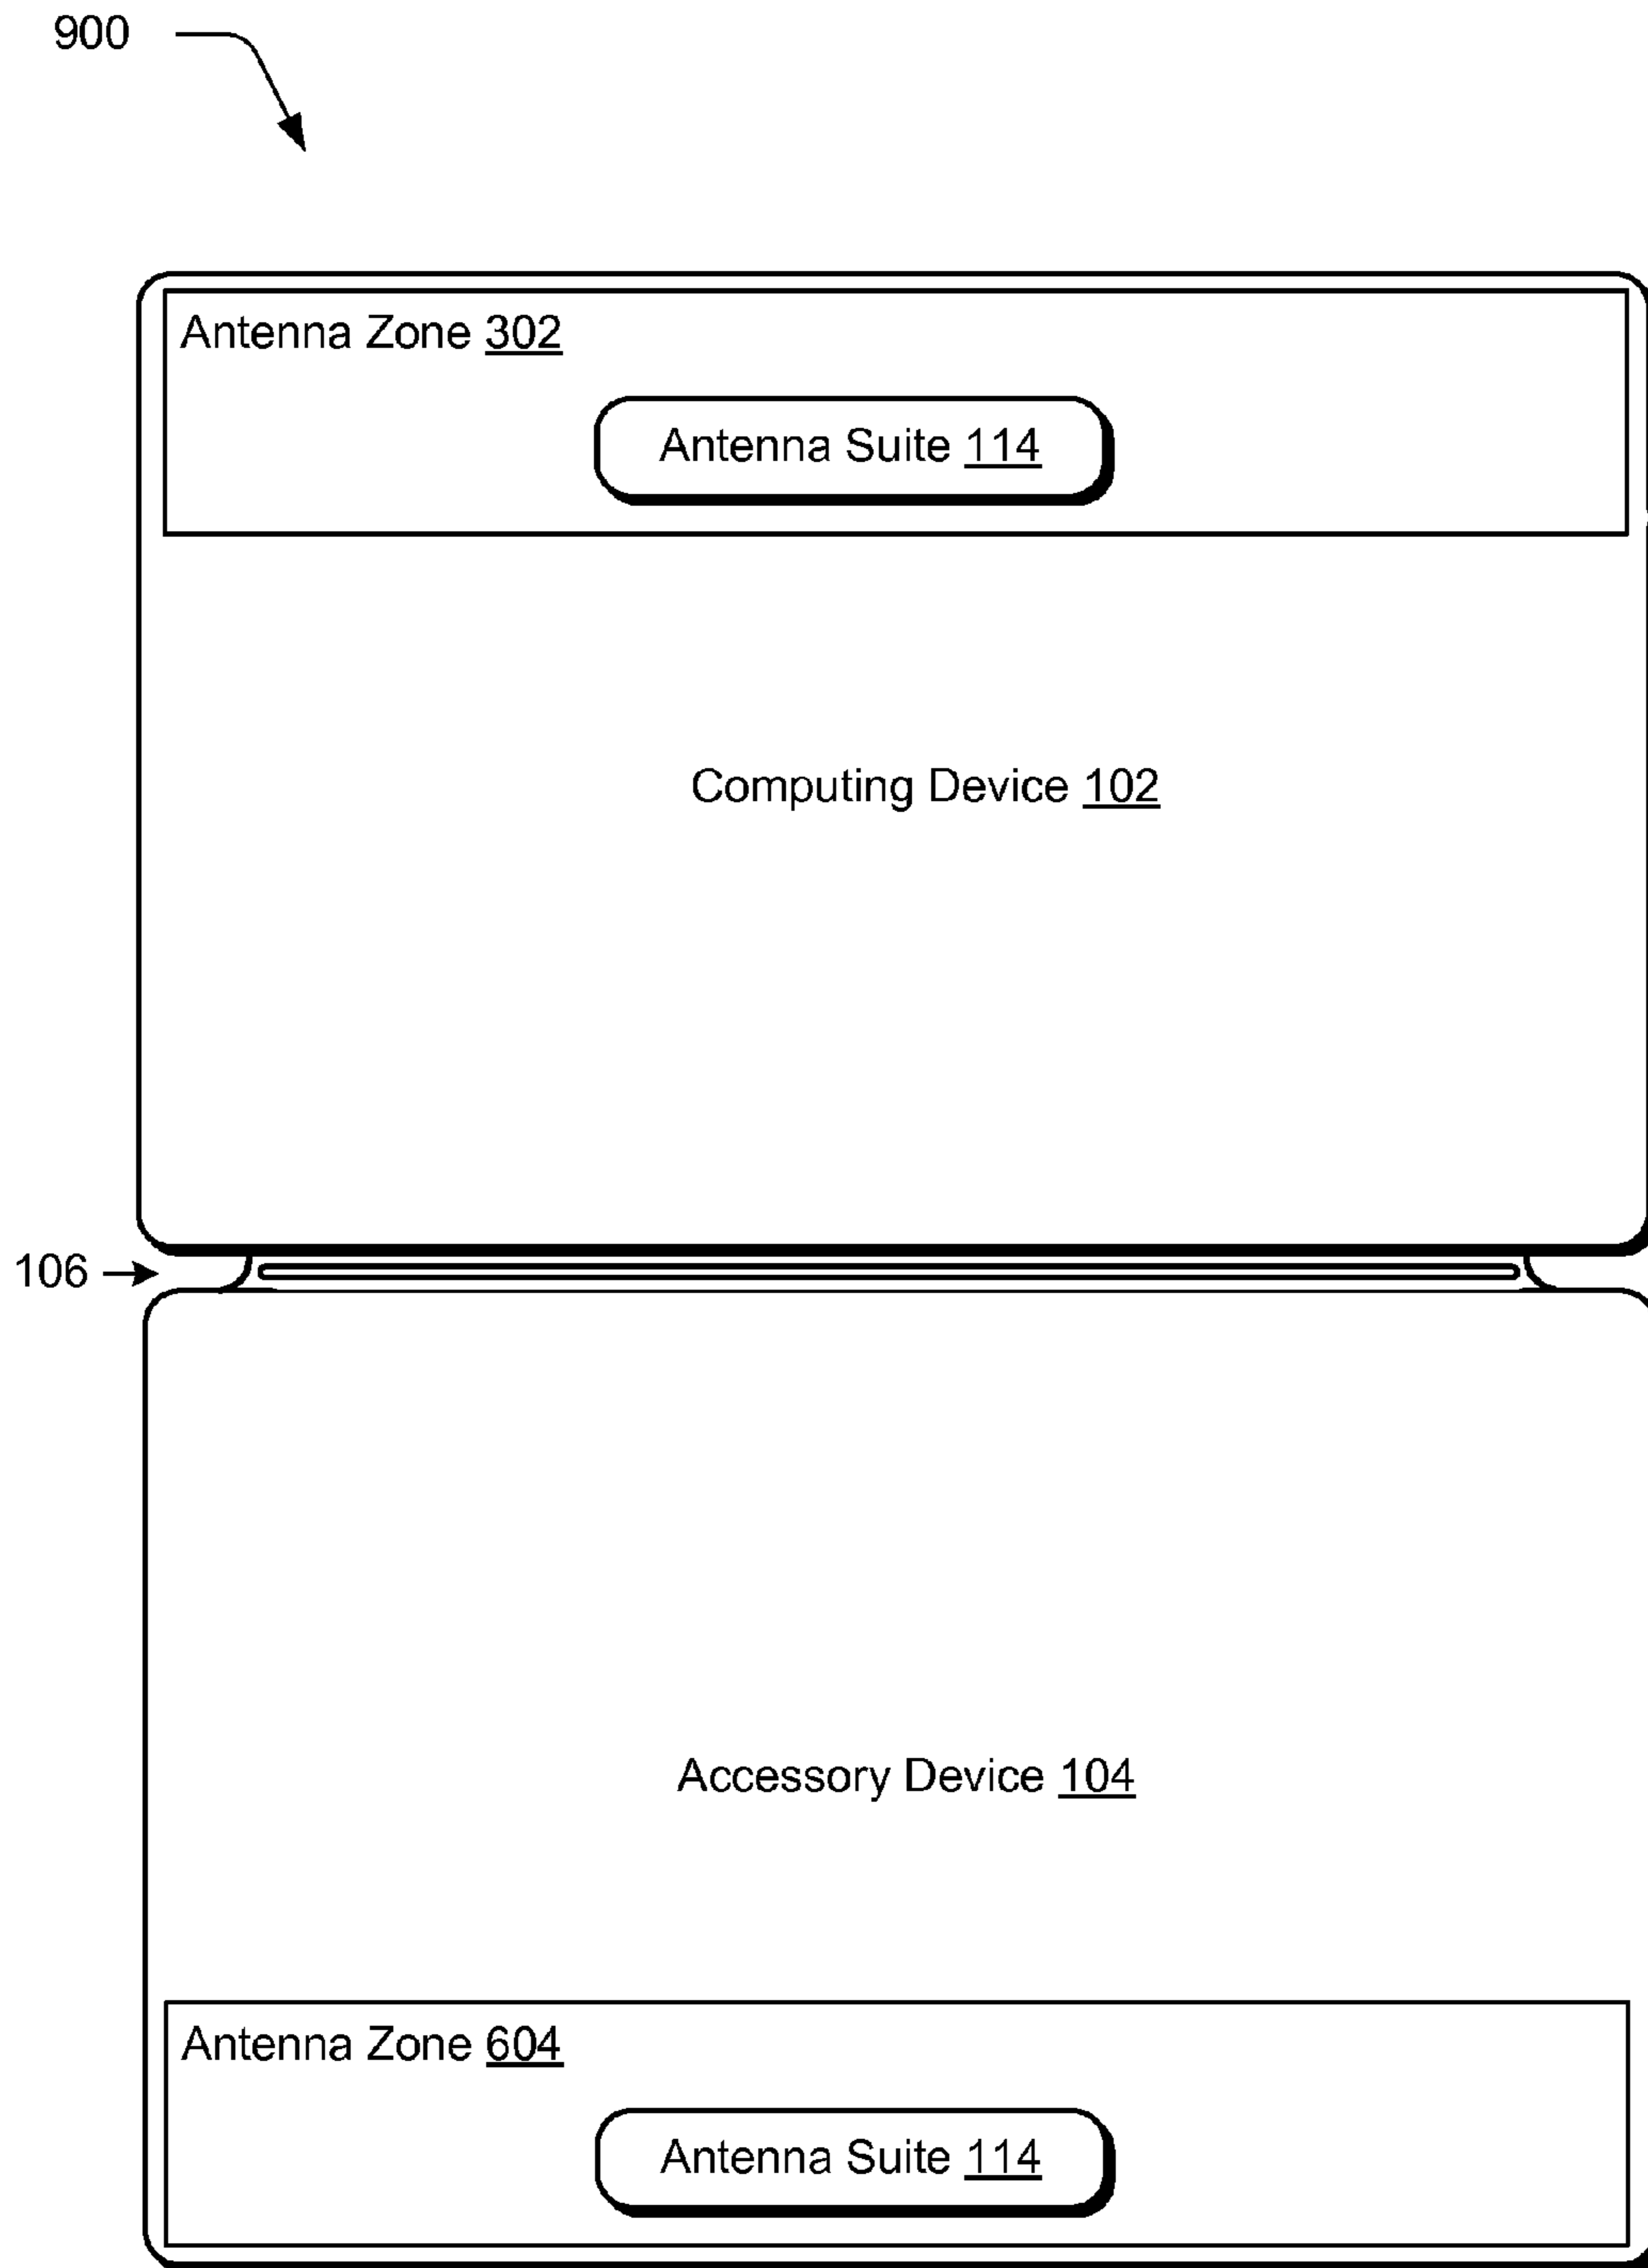 900
Antenna Zone 302
Antenna Suite 114
Computing Device 102
106
Accessory Device 104
Antenna Zone 604
Antenna Suite 114